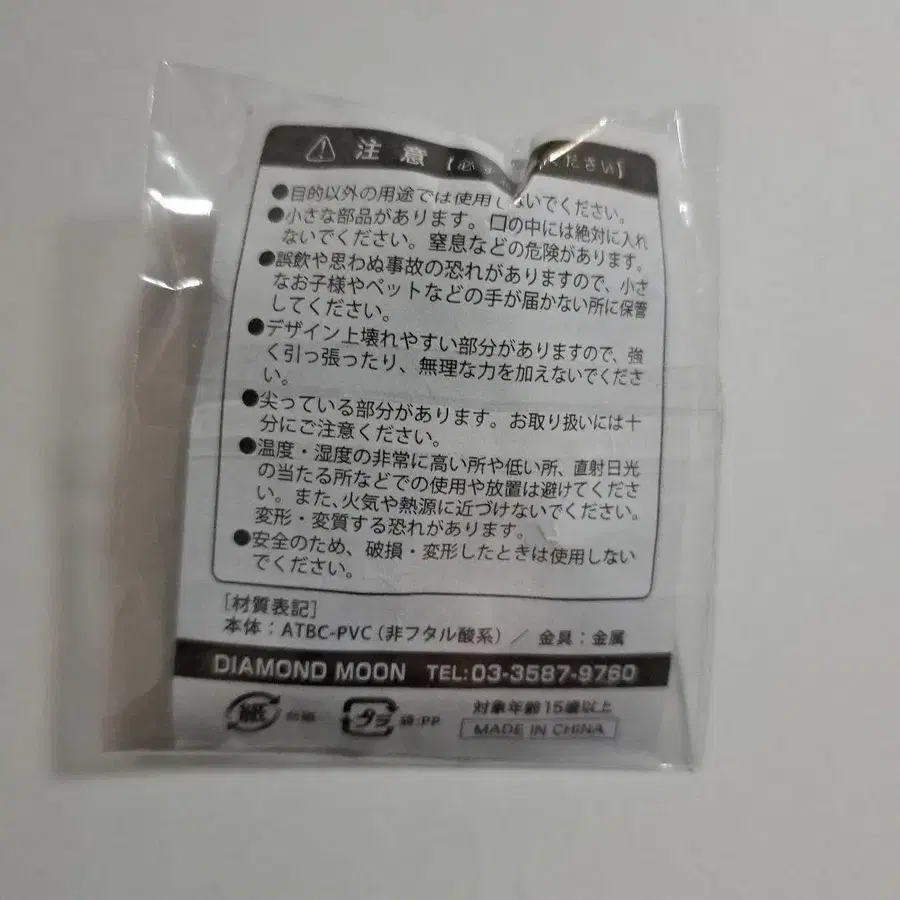 注意【必ず ください】
●目的以外の用途では使用しないでください。
●小さな部品があります。口の中には絶対に入れ
ないでください。窒息などの危険があります。
●誤飲や思わぬ事故の恐れがありますので、小さ
なお子様やペットなどの手が届かない所に保管
してください。
●デザイン上壊れやすい部分がありますので、強
く引っ張ったり、無理な力を加えないでくださ
い。
●尖っている部分があります。お取り扱いには十
分にご注意ください。
●温度・湿度の非常に高い所や低い所、直射日光
の当たる所などでの使用や放置は避けてくださ
い。また、火気や熱源に近づけないでください。
変形・変質する恐れがあります。
●安全のため、破損・変形したときは使用しない
でください。
[材質表記]
本体：ATBC-PVC（非フタル酸系）／ 金具：金属
DIAMOND MOON TEL:03-3587-9760
紙 台紙 プラ 袋:PP 対象年齢15歳以上
MADE IN CHINA